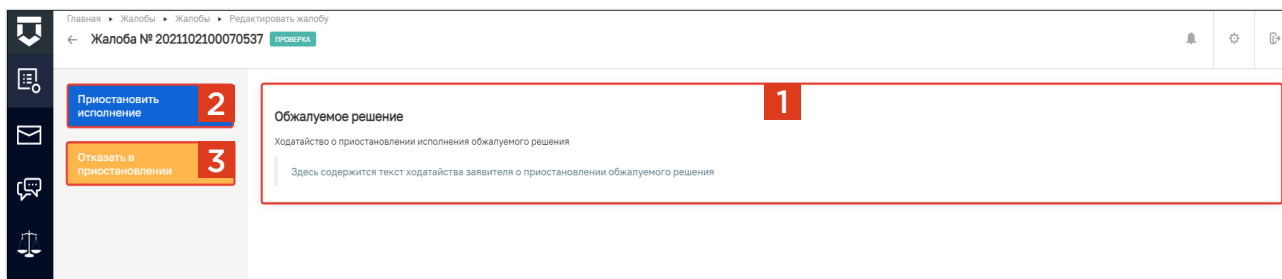 Главная ▸ Жалобы ▸ Жалобы ▸ Редактировать жалобу
← Жалоба № 2021102100070537 ПРОВЕРКА
Приостановить
исполнение
2
Отказать в
приостановлении
3
1
Обжалуемое решение
Ходатайство о приостановлении исполнения обжалуемого решения
Здесь содержится текст ходатайства заявителя о приостановлении обжалуемого решения